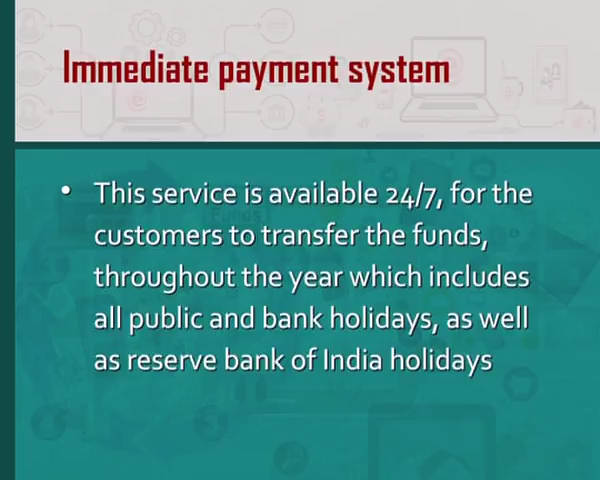 Immediate payment system
• This service is available 24/7, for the
customers to transfer the funds,
throughout the year which includes
all public and bank holidays, as well
as reserve bank of India holidays
Funds